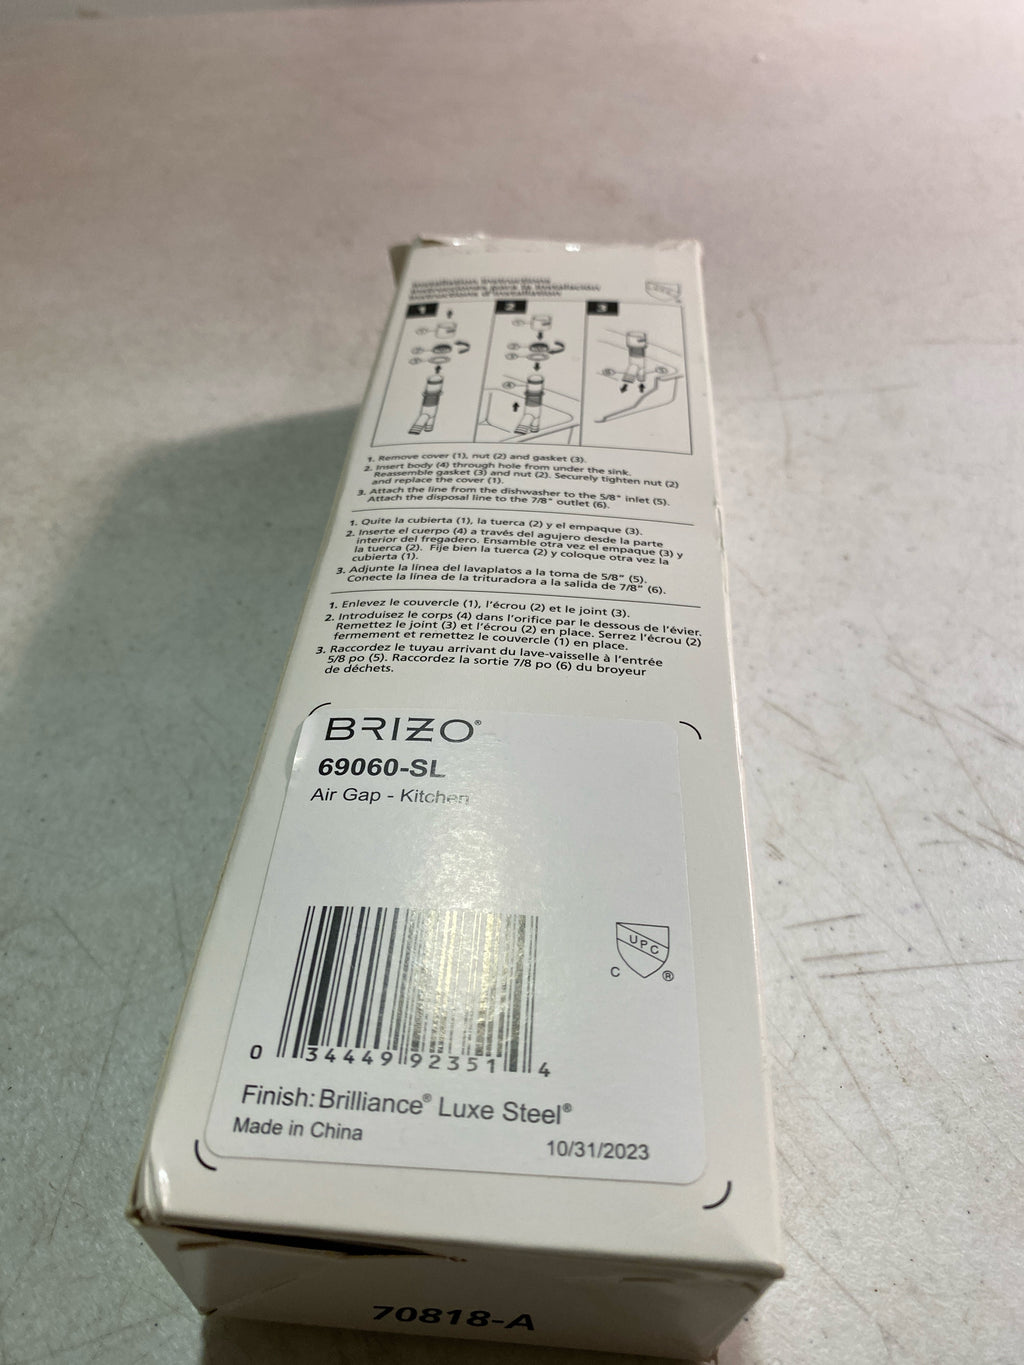 Installation Instructions
Instrucciones para la Instalación
Instructions d'installation
1 2 3
1. Remove cover (1), nut (2) and gasket (3).
2. Insert body (4) through hole from under the sink.
Reassemble gasket (3) and nut (2). Securely tighten nut (2)
and replace the cover (1).
3. Attach the line from the dishwasher to the 5/8" inlet (5).
Attach the disposal line to the 7/8" outlet (6).
1. Quite la cubierta (1), la tuerca (2) y el empaque (3).
2. Inserte el cuerpo (4) a través del agujero desde la parte
interior del fregadero. Ensamble otra vez el empaque (3) y
la tuerca (2). Fije bien la tuerca (2) y coloque otra vez la
cubierta (1).
3. Adjunte la línea del lavaplatos a la toma de 5/8" (5).
Conecte la línea de la trituradora a la salida de 7/8" (6).
1. Enlevez le couvercle (1), l'écrou (2) et le joint (3).
2. Introduisez le corps (4) dans l'orifice par le dessous de l'évier.
Remettez le joint (3) et l'écrou (2) en place. Serrez l'écrou (2)
fermement et remettez le couvercle (1) en place.
3. Raccordez le tuyau arrivant du lave-vaisselle à l'entrée
5/8 po (5). Raccordez la sortie 7/8 po (6) du broyeur
de déchets.
BRIZO®
69060-SL
Air Gap - Kitchen
UPC
C ®
0 34449 92351 4
Finish: Brilliance® Luxe Steel®
Made in China
10/31/2023
70818-A